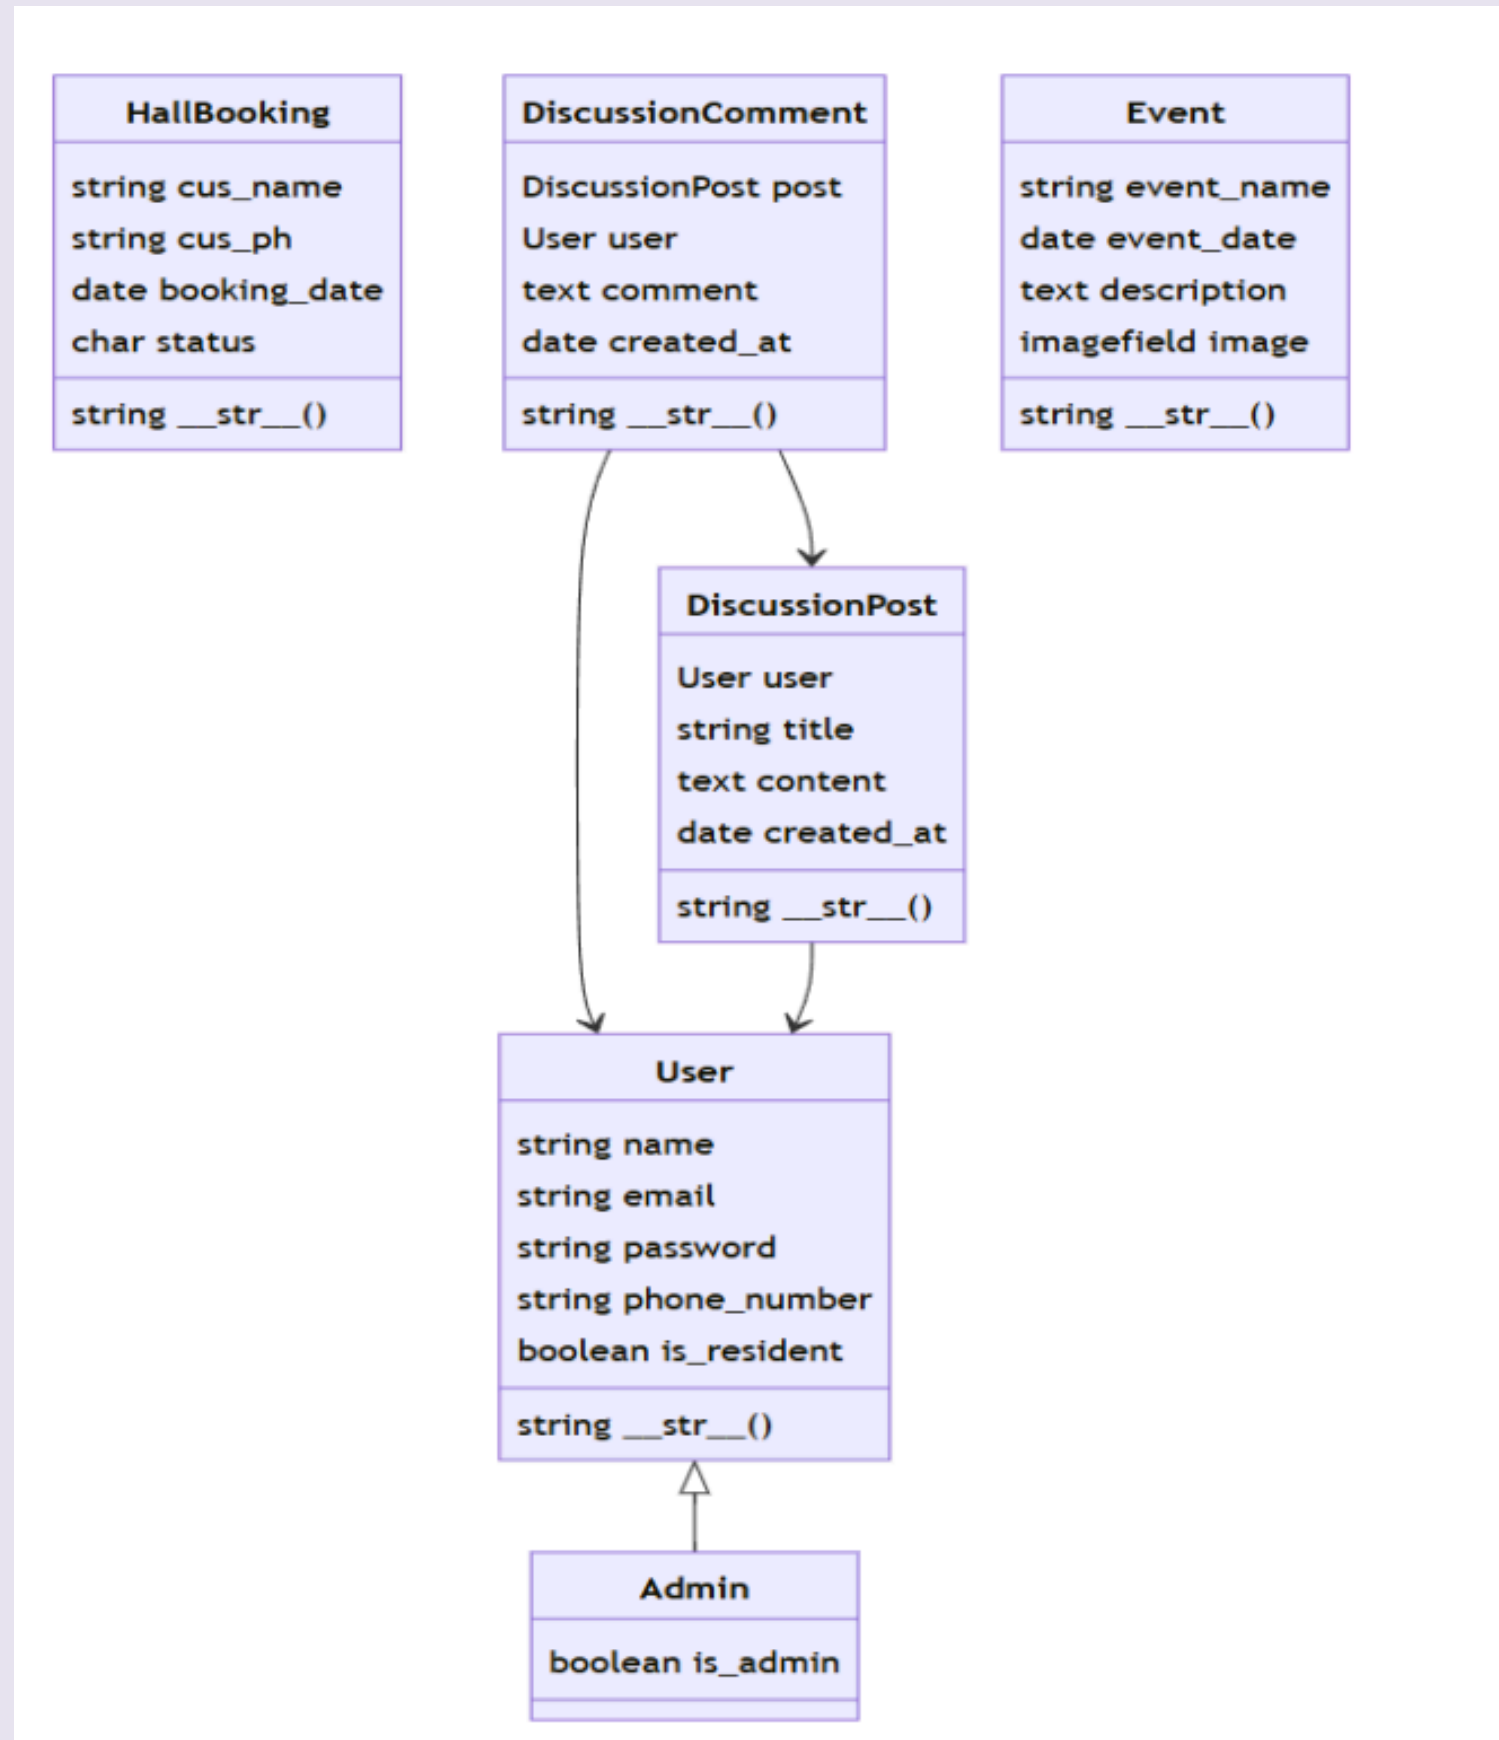 HallBooking
string cus_name
string cus_ph
date booking_date
char status
string __str__()
DiscussionComment
DiscussionPost post
User user
text comment
date created_at
string __str__()
Event
string event_name
date event_date
text description
imagefield image
string __str__()
DiscussionPost
User user
string title
text content
date created_at
string __str__()
User
string name
string email
string password
string phone_number
boolean is_resident
string __str__()
Admin
boolean is_admin